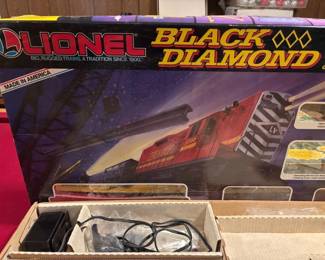 LIONEL
BIG, RUGGED TRAINS. A TRADITION SINCE 1900.
BLACK
DIAMOND
MADE IN AMERICA